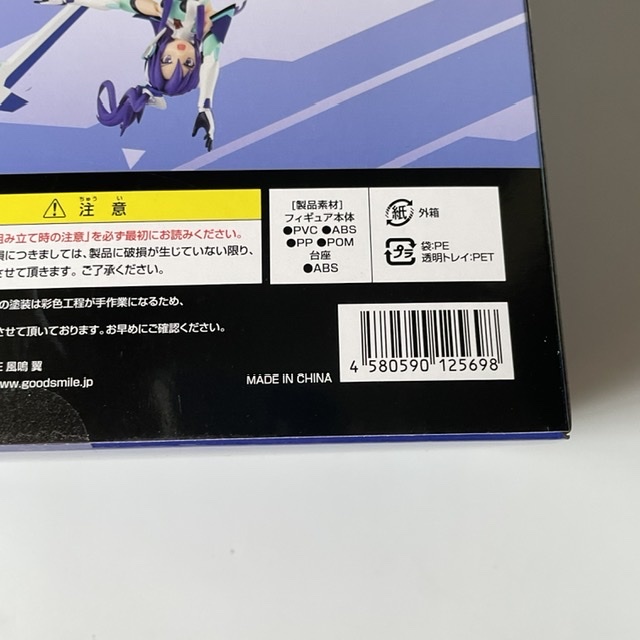 ちゅう い
⚠ 注 意
組み立て時の注意」を必ず最初にお読みください。
につきましては、製品に破損が生じていない限り、
させて頂きます。ご了承ください。
の塗装は彩色工程が手作業になるため、
させて頂いております。お早めにご確認ください。
風鳴 翼
www.goodsmile.jp
[製品素材]
フィギュア本体
●PVC ●ABS
●PP ●POM
台座
●ABS
紙 外箱
プラ 袋:PE
透明トレイ:PET
MADE IN CHINA
4 580590 125698